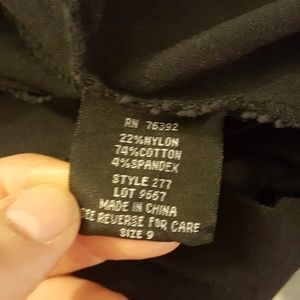 RN 76392
22%NYLON
74%COTTON
4%SPANDEX
STYLE 277
LOT 9667
MADE IN CHINA
EE REVERSE FOR CARE
SIZE 9